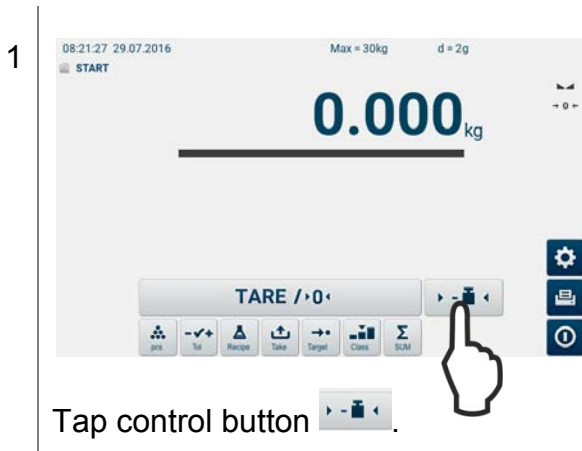 1
08:21:27 29.07.2016 Max = 30kg d = 2g
START
0.000 kg
→ 0 ←
TARE / 0
pcs Tol Recipe Take Target Class SUM
Tap control button .